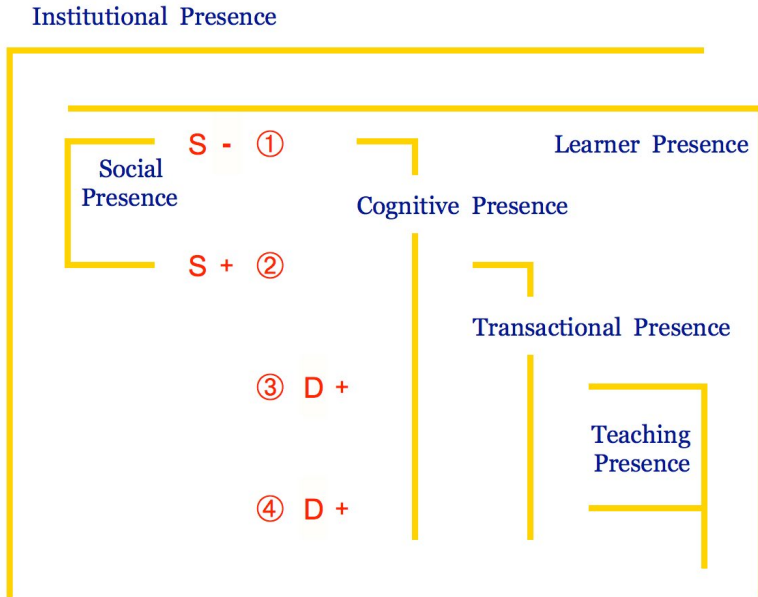 Institutional Presence
S - ①
Learner Presence
Social
Presence
Cognitive Presence
S + ②
Transactional Presence
③ D +
Teaching
Presence
④ D +